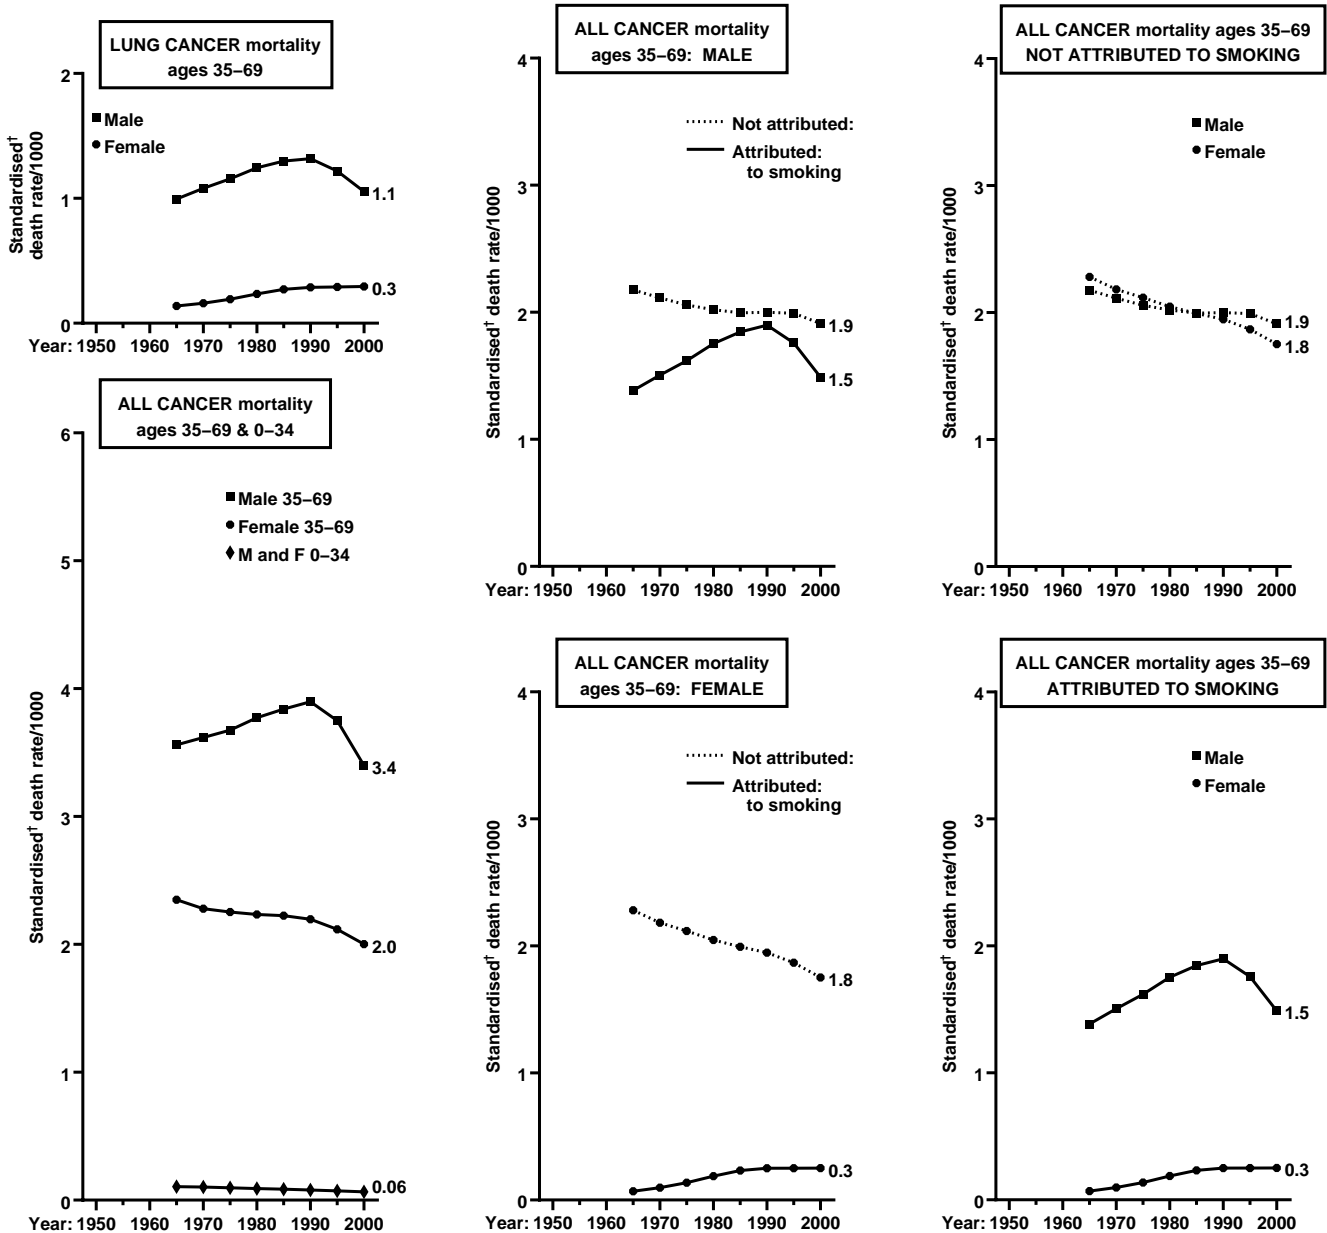 LUNG CANCER mortality
ages 35–69
2
1
0
Standardised†
death rate/1000
Male
Female
1.1
0.3
Year: 1950 1960 1970 1980 1990 2000
ALL CANCER mortality
ages 35–69 & 0–34
6
5
4
3
2
1
0
Standardised† death rate/1000
Male 35–69
Female 35–69
M and F 0–34
3.4
2.0
0.06
Year: 1950 1960 1970 1980 1990 2000
ALL CANCER mortality
ages 35–69: MALE
4
3
2
1
0
Standardised† death rate/1000
Not attributed:
Attributed:
to smoking
1.9
1.5
Year: 1950 1960 1970 1980 1990 2000
ALL CANCER mortality
ages 35–69: FEMALE
4
3
2
1
0
Standardised† death rate/1000
Not attributed:
Attributed:
to smoking
1.8
0.3
Year: 1950 1960 1970 1980 1990 2000
ALL CANCER mortality ages 35–69
NOT ATTRIBUTED TO SMOKING
4
3
2
1
0
Standardised† death rate/1000
Male
Female
1.9
1.8
Year: 1950 1960 1970 1980 1990 2000
ALL CANCER mortality ages 35–69
ATTRIBUTED TO SMOKING
4
3
2
1
0
Standardised† death rate/1000
Male
Female
1.5
0.3
Year: 1950 1960 1970 1980 1990 2000